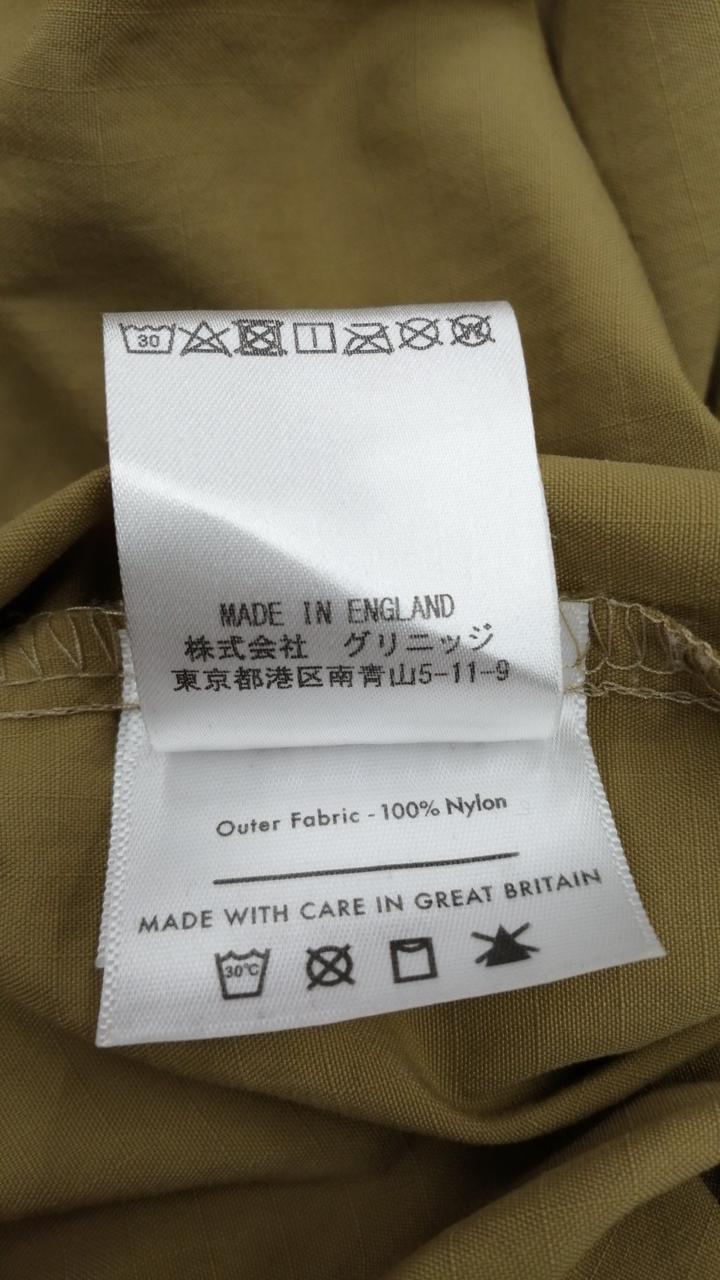 30
W
MADE IN ENGLAND
株式会社 グリニッジ
東京都港区南青山5-11-9
Outer Fabric - 100% Nylon
MADE WITH CARE IN GREAT BRITAIN
30°C